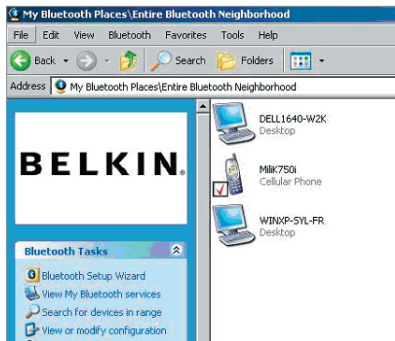 My Bluetooth Places\Entire Bluetooth Neighborhood
File Edit View Bluetooth Favorites Tools Help
Back Search Folders
Address My Bluetooth Places\Entire Bluetooth Neighborhood
BELKIN.
Bluetooth Tasks
Bluetooth Setup Wizard
View My Bluetooth services
Search for devices in range
View or modify configuration
DELL1640-W2K
Desktop
MiliK750i
Cellular Phone
WINXP-SYL-FR
Desktop